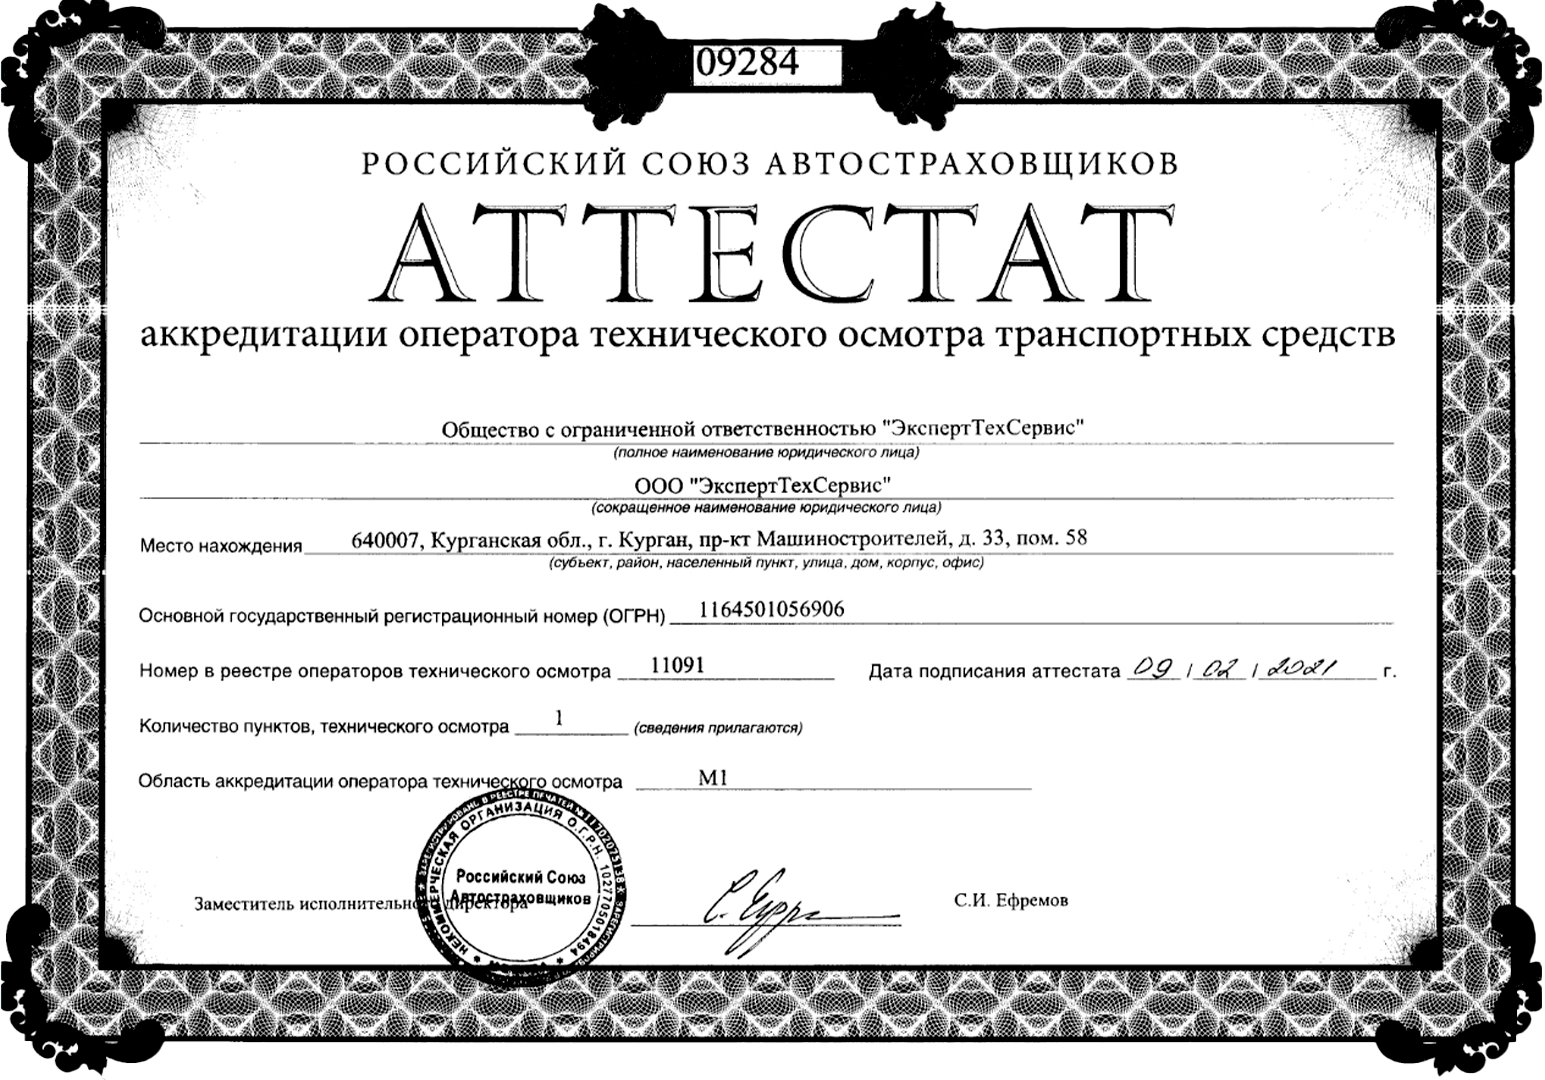 09284
РОССИЙСКИЙ СОЮЗ АВТОСТРАХОВЩИКОВ
АТТЕСТАТ
аккредитации оператора технического осмотра транспортных средств
Общество с ограниченной ответственностью "ЭкспертТехСервис"
(полное наименование юридического лица)
ООО "ЭкспертТехСервис"
(сокращенное наименование юридического лица)
Место нахождения 640007, Курганская обл., г. Курган, пр-кт Машиностроителей, д. 33, пом. 58
(субъект, район, населенный пункт, улица, дом, корпус, офис)
Основной государственный регистрационный номер (ОГРН) 1164501056906
Номер в реестре операторов технического осмотра 11091 Дата подписания аттестата 09 / 02 / 2021 г.
Количество пунктов, технического осмотра 1 (сведения прилагаются)
Область аккредитации оператора технического осмотра М1
НЕКОММЕРЧЕСКАЯ ОРГАНИЗАЦИЯ О.Г.Р.Н. 1027705018494
Российский Союз
Автостраховщиков
Заместитель исполнительного директора С.И. Ефремов